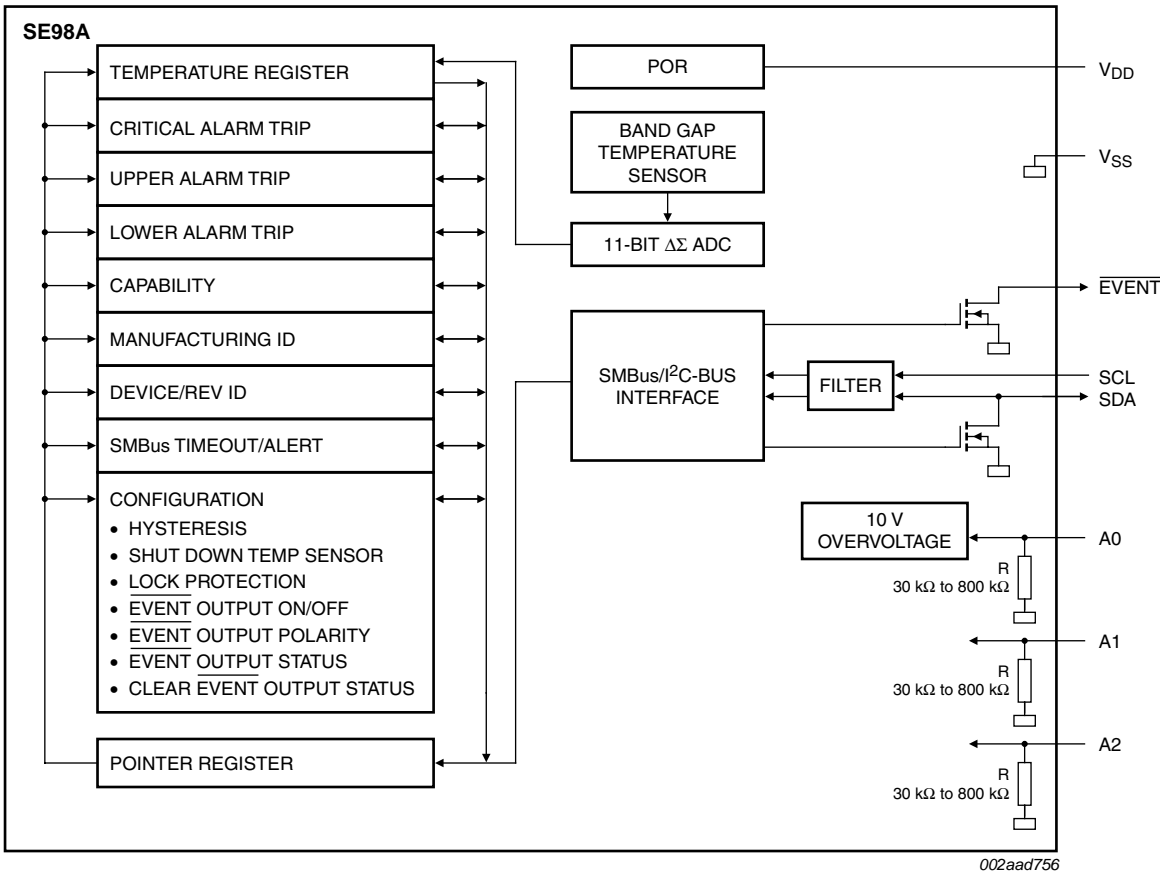 SE98A
TEMPERATURE REGISTER
CRITICAL ALARM TRIP
UPPER ALARM TRIP
LOWER ALARM TRIP
CAPABILITY
MANUFACTURING ID
DEVICE/REV ID
SMBus TIMEOUT/ALERT
CONFIGURATION
• HYSTERESIS
• SHUT DOWN TEMP SENSOR
• LOCK PROTECTION
• EVENT OUTPUT ON/OFF
• EVENT OUTPUT POLARITY
• EVENT OUTPUT STATUS
• CLEAR EVENT OUTPUT STATUS
POINTER REGISTER
POR
BAND GAP
TEMPERATURE
SENSOR
11-BIT ΔΣ ADC
SMBus/I²C-BUS
INTERFACE
FILTER
10 V
OVERVOLTAGE
R
30 kΩ to 800 kΩ
R
30 kΩ to 800 kΩ
R
30 kΩ to 800 kΩ
VDD
VSS
EVENT
SCL
SDA
A0
A1
A2
002aad756